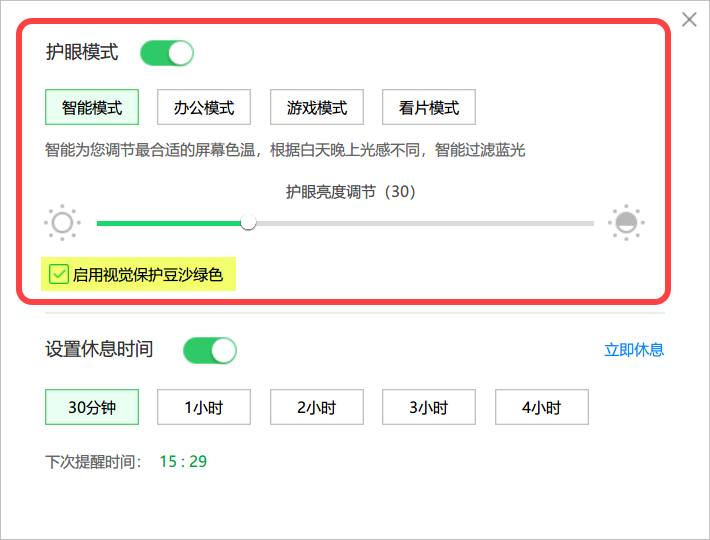 护眼模式
智能模式 办公模式 游戏模式 看片模式
智能为您调节最合适的屏幕色温，根据白天晚上光感不同，智能过滤蓝光
护眼亮度调节（30）
启用视觉保护豆沙绿色
设置休息时间 立即休息
30分钟 1小时 2小时 3小时 4小时
下次提醒时间： 15 : 29